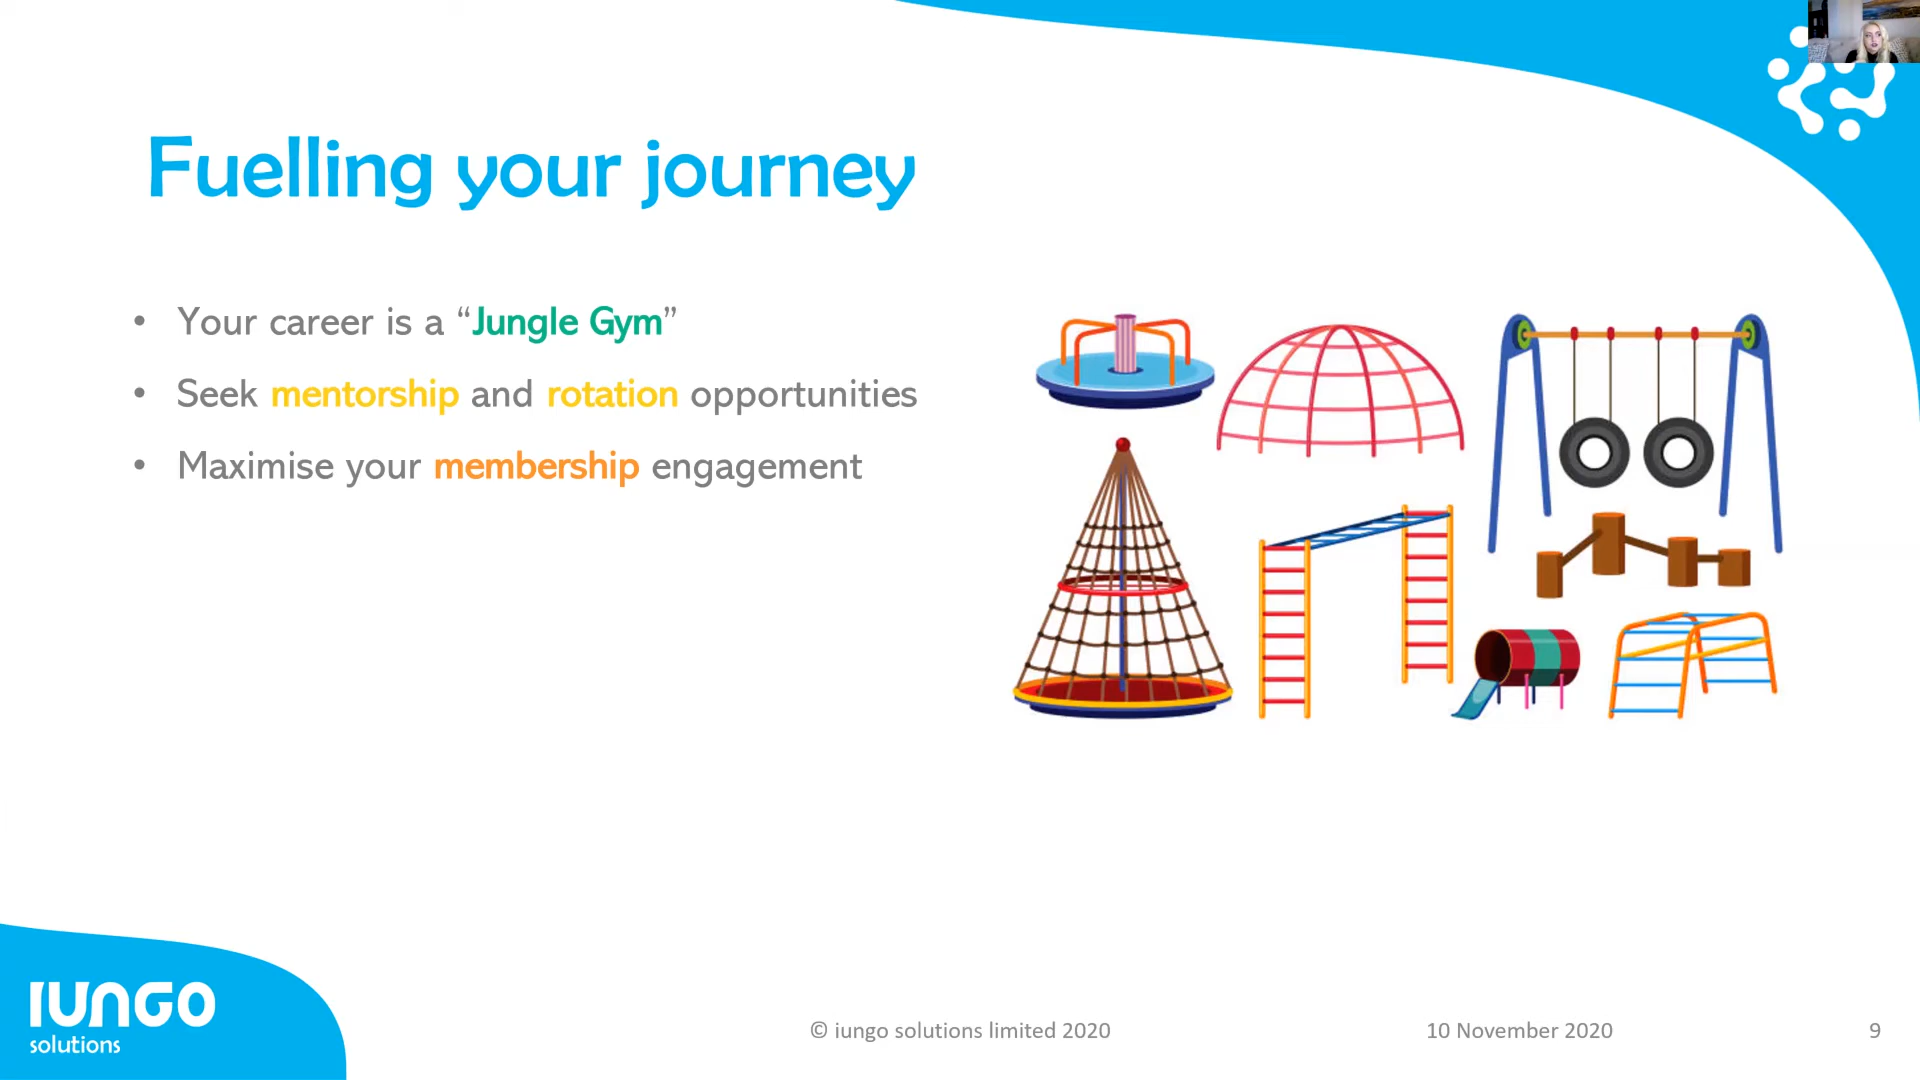 Fuelling your journey
• Your career is a “Jungle Gym”
• Seek mentorship and rotation opportunities
• Maximise your membership engagement
IUNGO
solutions
© iungo solutions limited 2020
10 November 2020
9